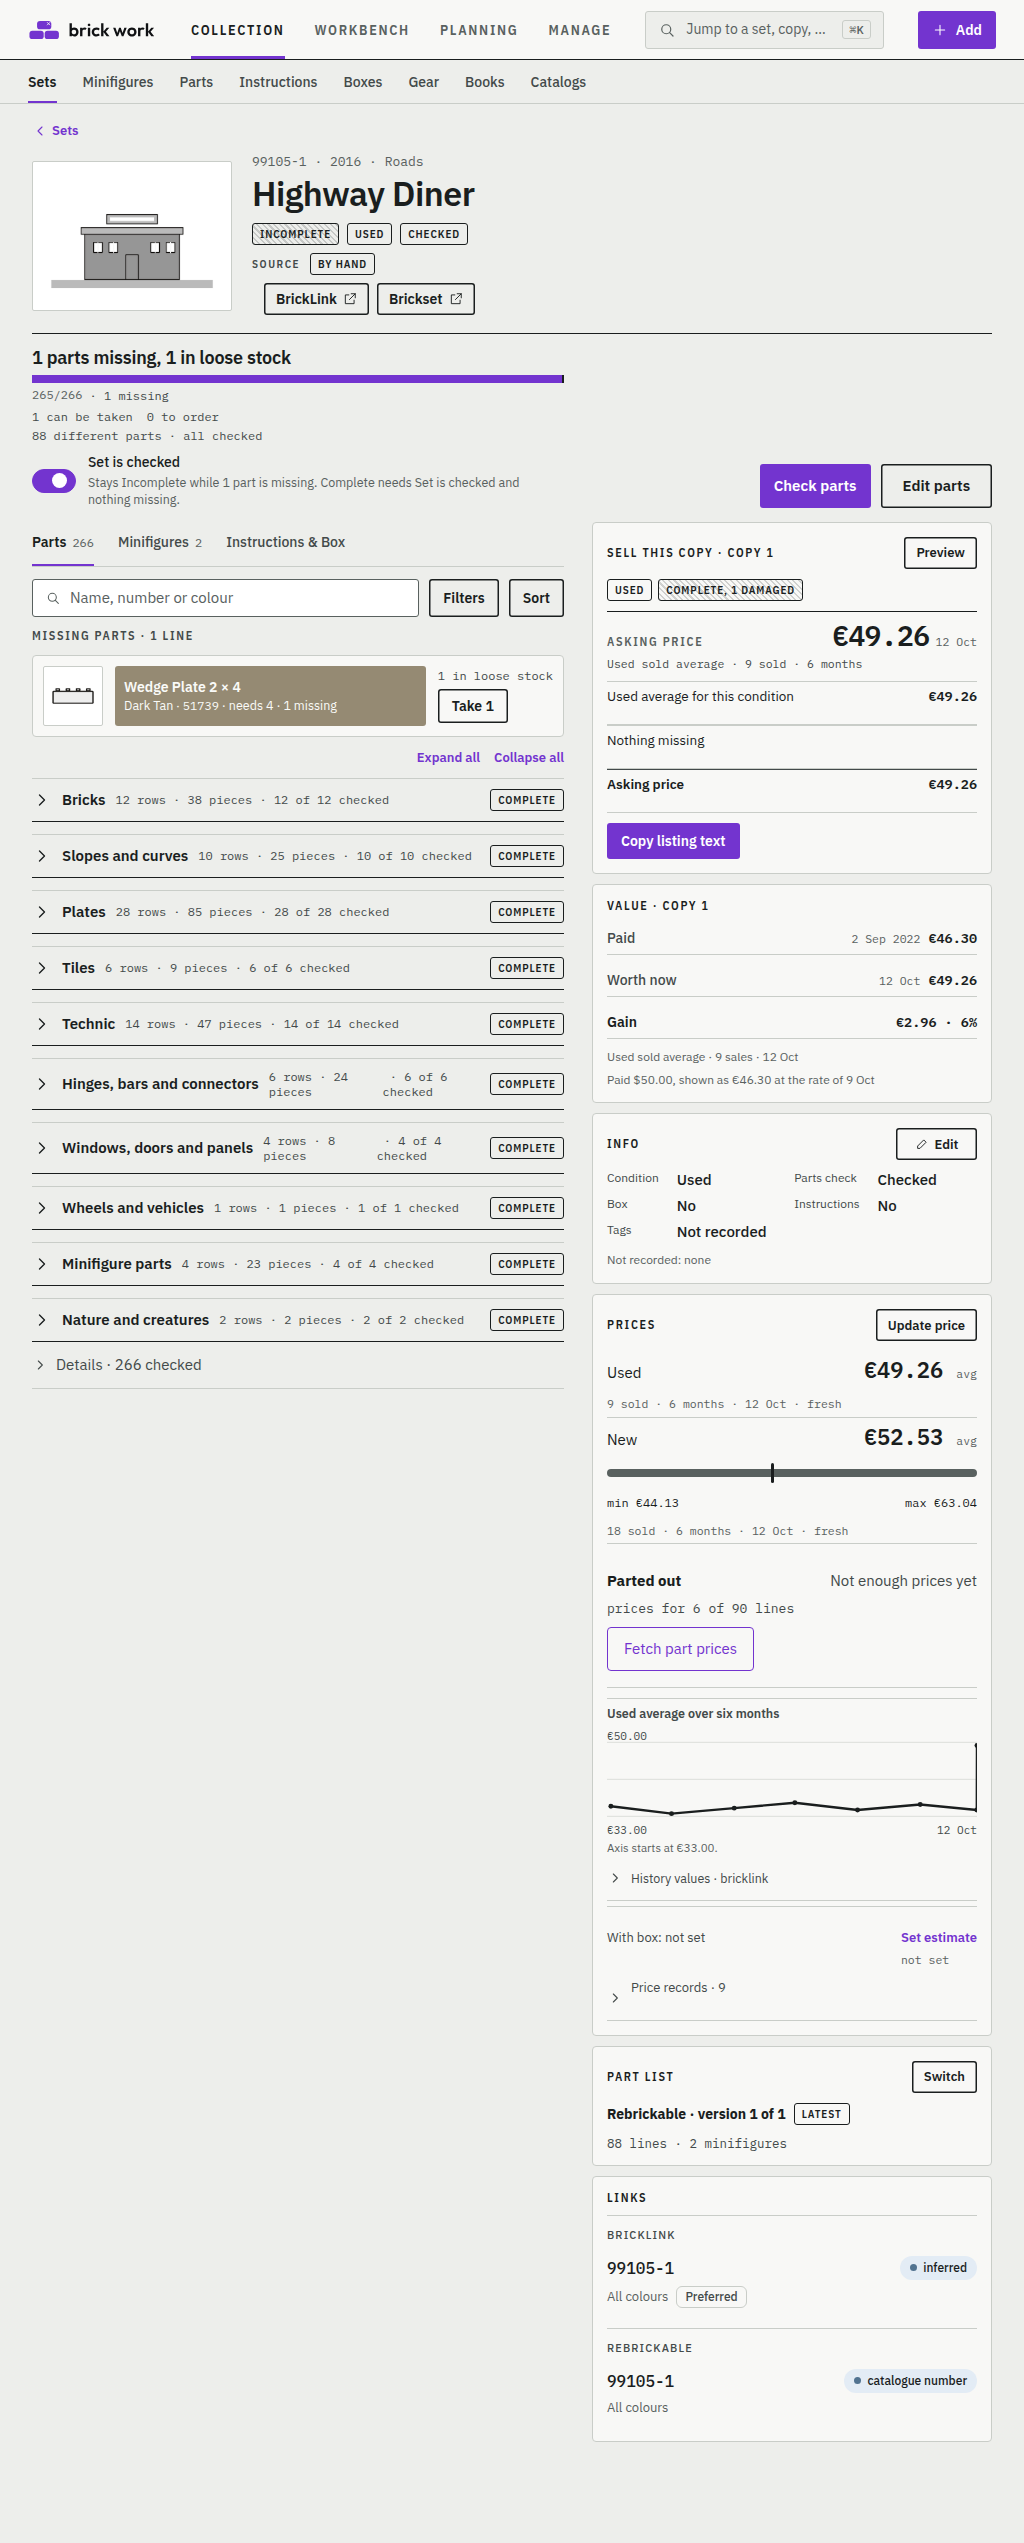 brick work
COLLECTION WORKBENCH PLANNING MANAGE
Jump to a set, copy, ... ⌘K
Add
Sets Minifigures Parts Instructions Boxes Gear Books Catalogs
Sets
99105-1 · 2016 · Roads
Highway Diner
INCOMPLETE USED CHECKED
SOURCE BY HAND
BrickLink Brickset
1 parts missing, 1 in loose stock
265/266 · 1 missing
1 can be taken 0 to order
88 different parts · all checked
Set is checked
Stays Incomplete while 1 part is missing. Complete needs Set is checked and
nothing missing.
Check parts Edit parts
Parts 266 Minifigures 2 Instructions & Box
Name, number or colour
Filters Sort
MISSING PARTS · 1 LINE
Wedge Plate 2 × 4
Dark Tan · 51739 · needs 4 · 1 missing
1 in loose stock
Take 1
Expand all Collapse all
Bricks 12 rows · 38 pieces · 12 of 12 checked COMPLETE
Slopes and curves 10 rows · 25 pieces · 10 of 10 checked COMPLETE
Plates 28 rows · 85 pieces · 28 of 28 checked COMPLETE
Tiles 6 rows · 9 pieces · 6 of 6 checked COMPLETE
Technic 14 rows · 47 pieces · 14 of 14 checked COMPLETE
Hinges, bars and connectors 6 rows · 24 pieces · 6 of 6 checked COMPLETE
Windows, doors and panels 4 rows · 8 pieces · 4 of 4 checked COMPLETE
Wheels and vehicles 1 rows · 1 pieces · 1 of 1 checked COMPLETE
Minifigure parts 4 rows · 23 pieces · 4 of 4 checked COMPLETE
Nature and creatures 2 rows · 2 pieces · 2 of 2 checked COMPLETE
Details · 266 checked
SELL THIS COPY · COPY 1
Preview
USED COMPLETE, 1 DAMAGED
ASKING PRICE €49.26 12 Oct
Used sold average · 9 sold · 6 months
Used average for this condition €49.26
Nothing missing
Asking price €49.26
Copy listing text
VALUE · COPY 1
Paid 2 Sep 2022 €46.30
Worth now 12 Oct €49.26
Gain €2.96 · 6%
Used sold average · 9 sales · 12 Oct
Paid $50.00, shown as €46.30 at the rate of 9 Oct
INFO
Edit
Condition Used Parts check Checked
Box No Instructions No
Tags Not recorded
Not recorded: none
PRICES
Update price
Used €49.26 avg
9 sold · 6 months · 12 Oct · fresh
New €52.53 avg
min €44.13 max €63.04
18 sold · 6 months · 12 Oct · fresh
Parted out Not enough prices yet
prices for 6 of 90 lines
Fetch part prices
Used average over six months
€50.00
€33.00 12 Oct
Axis starts at €33.00.
History values · bricklink
With box: not set Set estimate
not set
Price records · 9
PART LIST
Switch
Rebrickable · version 1 of 1 LATEST
88 lines · 2 minifigures
LINKS
BRICKLINK
99105-1 inferred
All colours Preferred
REBRICKABLE
99105-1 catalogue number
All colours